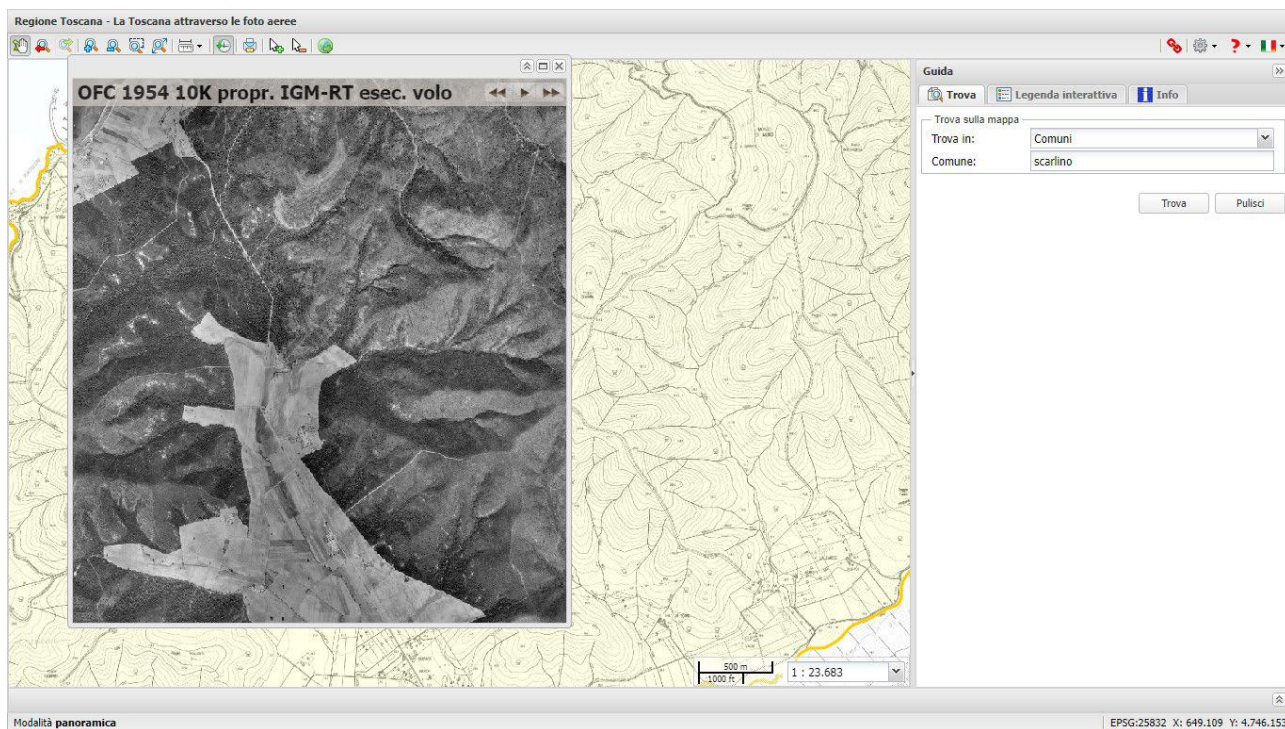 Regione Toscana - La Toscana attraverso le foto aeree
OFC 1954 10K propr. IGM-RT esec. volo
Guida
Trova
Legenda interattiva
Info
Trova sulla mappa
Trova in: Comuni
Comune: scarlino
Trova Pulisci
500 m
1000 ft
1 : 23.683
Modalità panoramica
EPSG:25832 X: 649.109 Y: 4.746.153